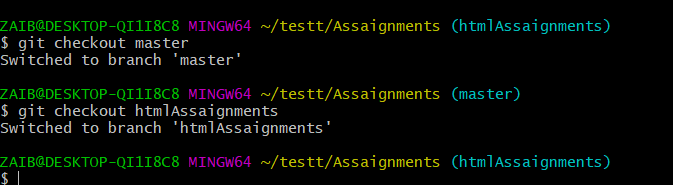 ZAIB@DESKTOP-QI1I8C8 MINGW64 ~/testt/Assaignments (htmlAssaignments)
$ git checkout master
Switched to branch 'master'
ZAIB@DESKTOP-QI1I8C8 MINGW64 ~/testt/Assaignments (master)
$ git checkout htmlAssaignments
Switched to branch 'htmlAssaignments'
ZAIB@DESKTOP-QI1I8C8 MINGW64 ~/testt/Assaignments (htmlAssaignments)
$